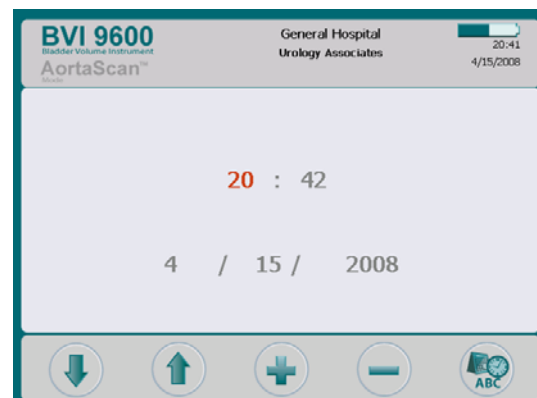 BVI 9600
Bladder Volume Instrument
AortaScan™
Mode
General Hospital
Urology Associates
20:41
4/15/2008
20 : 42
4 / 15 / 2008
ABC